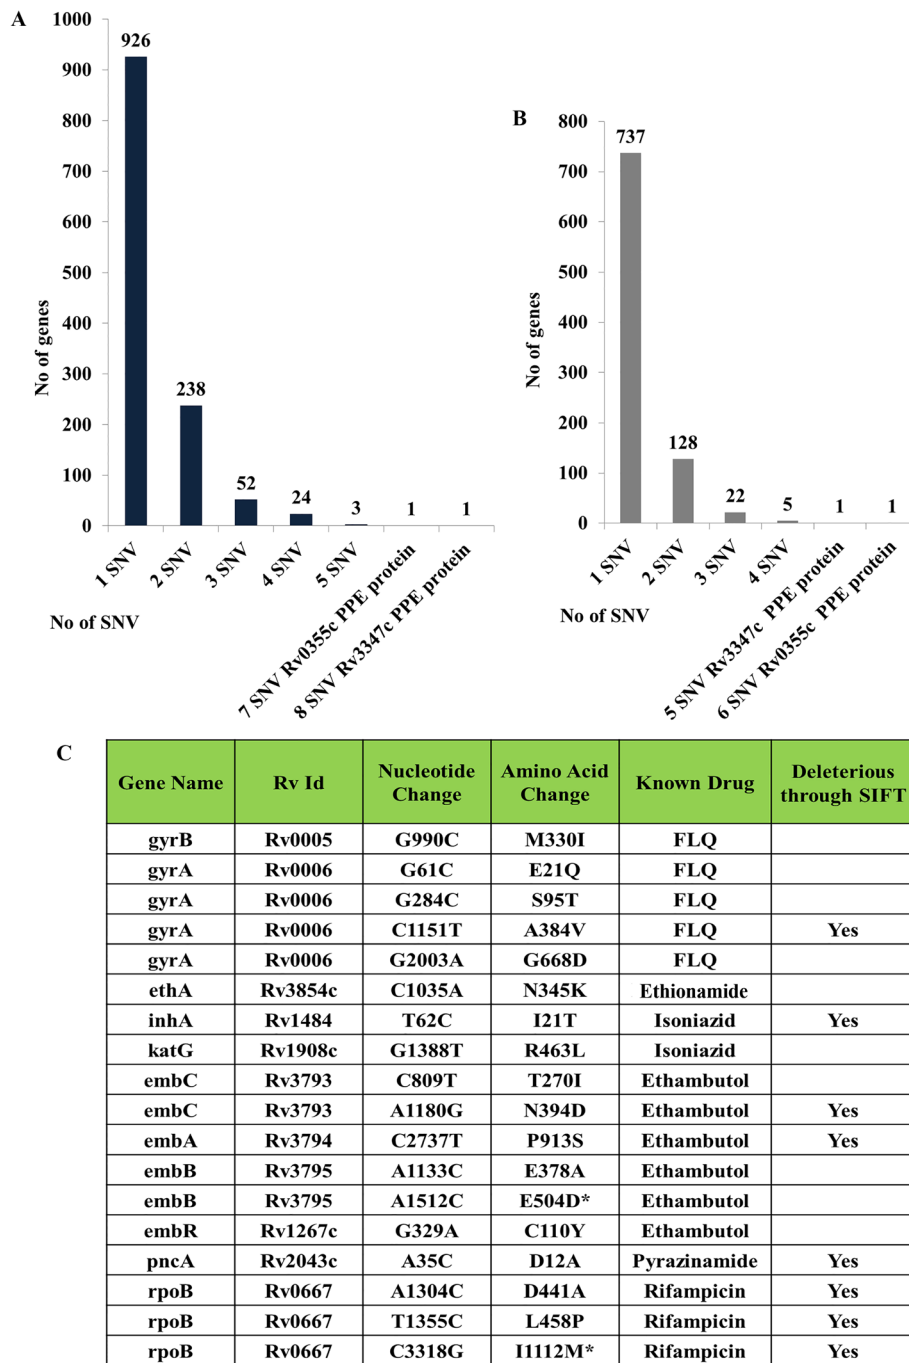 A
No of genes
1000
900
800
700
600
500
400
300
200
100
0
926
238
52
24
3
1
1
1 SNV
2 SNV
3 SNV
4 SNV
5 SNV
7 SNV Rv0355c PPE protein
8 SNV Rv3347c PPE protein
No of SNV
B
No of genes
800
700
600
500
400
300
200
100
0
737
128
22
5
1
1
1 SNV
2 SNV
3 SNV
4 SNV
5 SNV Rv3347c PPE protein
6 SNV Rv0355c PPE protein
No of SNV
C
Gene Name Rv Id Nucleotide Change Amino Acid Change Known Drug Deleterious through SIFT
gyrB Rv0005 G990C M330I FLQ
gyrA Rv0006 G61C E21Q FLQ
gyrA Rv0006 G284C S95T FLQ
gyrA Rv0006 C1151T A384V FLQ Yes
gyrA Rv0006 G2003A G668D FLQ
ethA Rv3854c C1035A N345K Ethionamide
inhA Rv1484 T62C I21T Isoniazid Yes
katG Rv1908c G1388T R463L Isoniazid
embC Rv3793 C809T T270I Ethambutol
embC Rv3793 A1180G N394D Ethambutol Yes
embA Rv3794 C2737T P913S Ethambutol Yes
embB Rv3795 A1133C E378A Ethambutol
embB Rv3795 A1512C E504D* Ethambutol
embR Rv1267c G329A C110Y Ethambutol
pncA Rv2043c A35C D12A Pyrazinamide Yes
rpoB Rv0667 A1304C D441A Rifampicin Yes
rpoB Rv0667 T1355C L458P Rifampicin Yes
rpoB Rv0667 C3318G I1112M* Rifampicin Yes